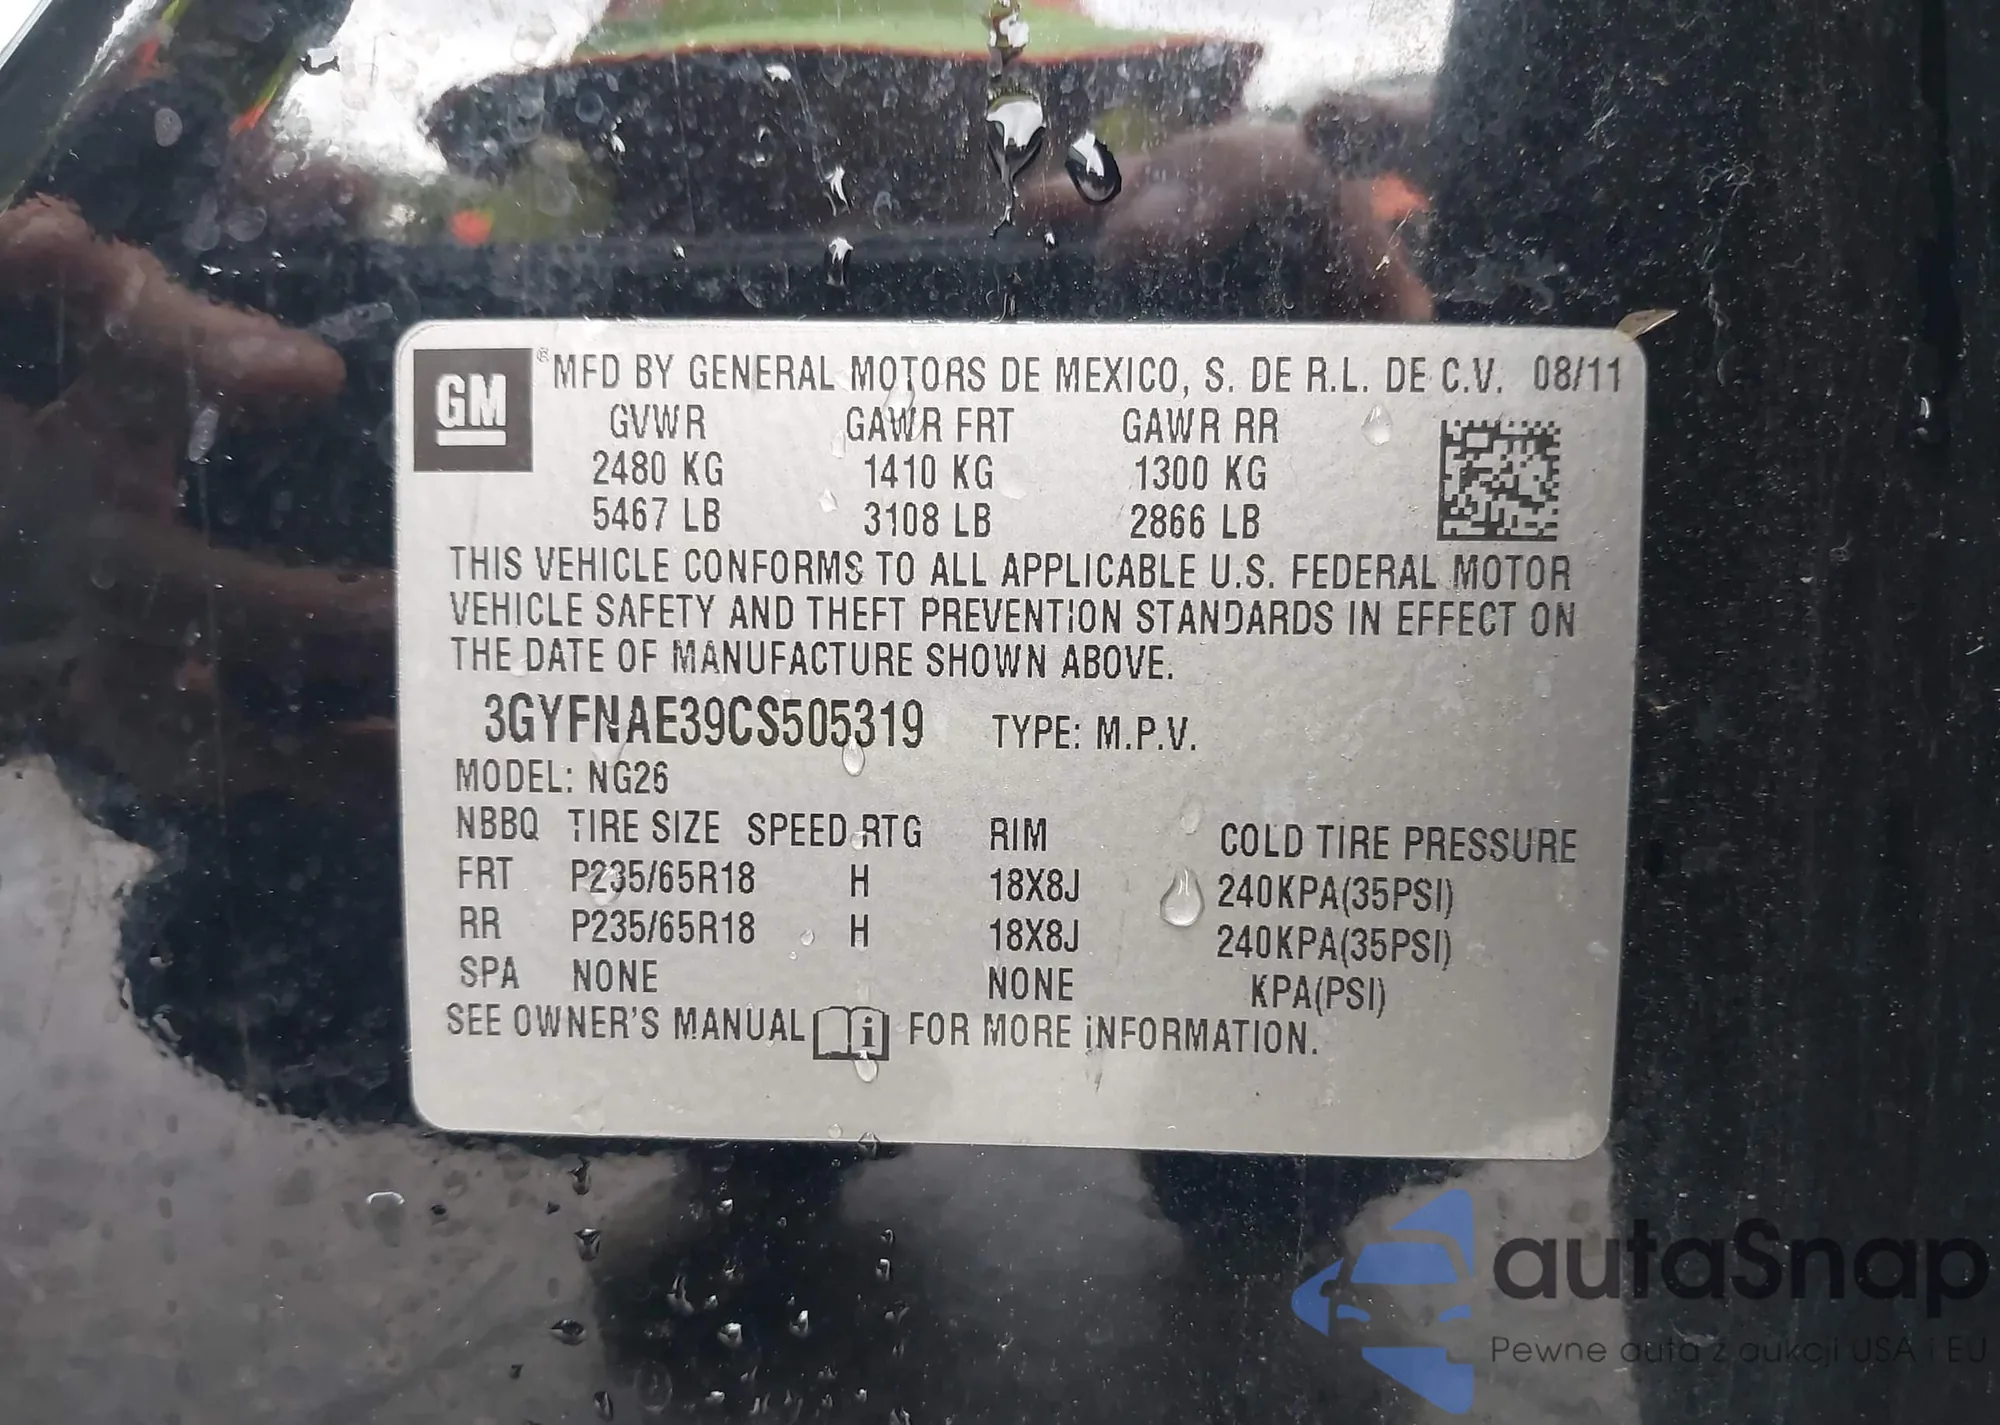 GM ® MFD BY GENERAL MOTORS DE MEXICO, S. DE R.L. DE C.V. 08/11
GVWR GAWR FRT GAWR RR
2480 KG 1410 KG 1300 KG
5467 LB 3108 LB 2866 LB
THIS VEHICLE CONFORMS TO ALL APPLICABLE U.S. FEDERAL MOTOR
VEHICLE SAFETY AND THEFT PREVENTION STANDARDS IN EFFECT ON
THE DATE OF MANUFACTURE SHOWN ABOVE.
3GYFNAE39CS505319 TYPE: M.P.V.
MODEL: NG26
NBBQ TIRE SIZE SPEED RTG RIM COLD TIRE PRESSURE
FRT P235/65R18 H 18X8J 240KPA(35PSI)
RR P235/65R18 H 18X8J 240KPA(35PSI)
SPA NONE NONE KPA(PSI)
SEE OWNER'S MANUAL i FOR MORE INFORMATION.
autaSnap
Pewne auta z aukcji USA i EU